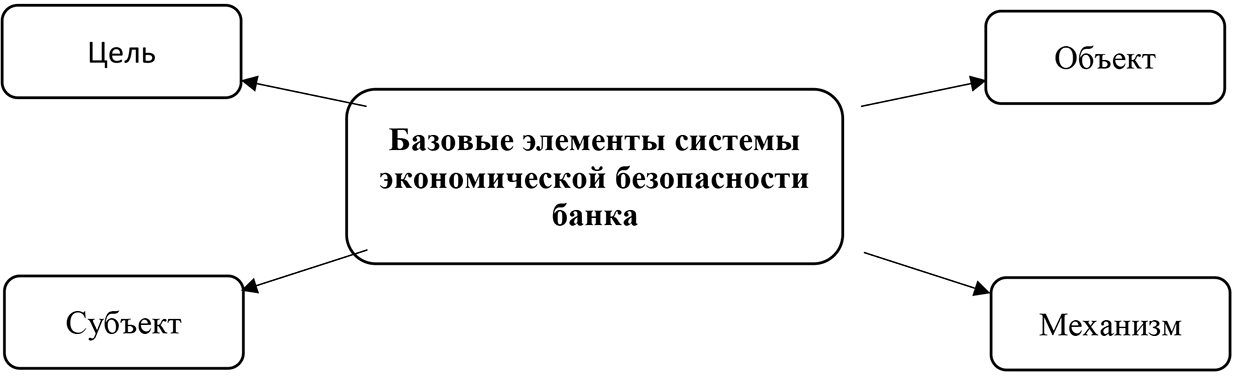 Цель
Объект
Базовые элементы системы
экономической безопасности
банка
Субъект
Механизм